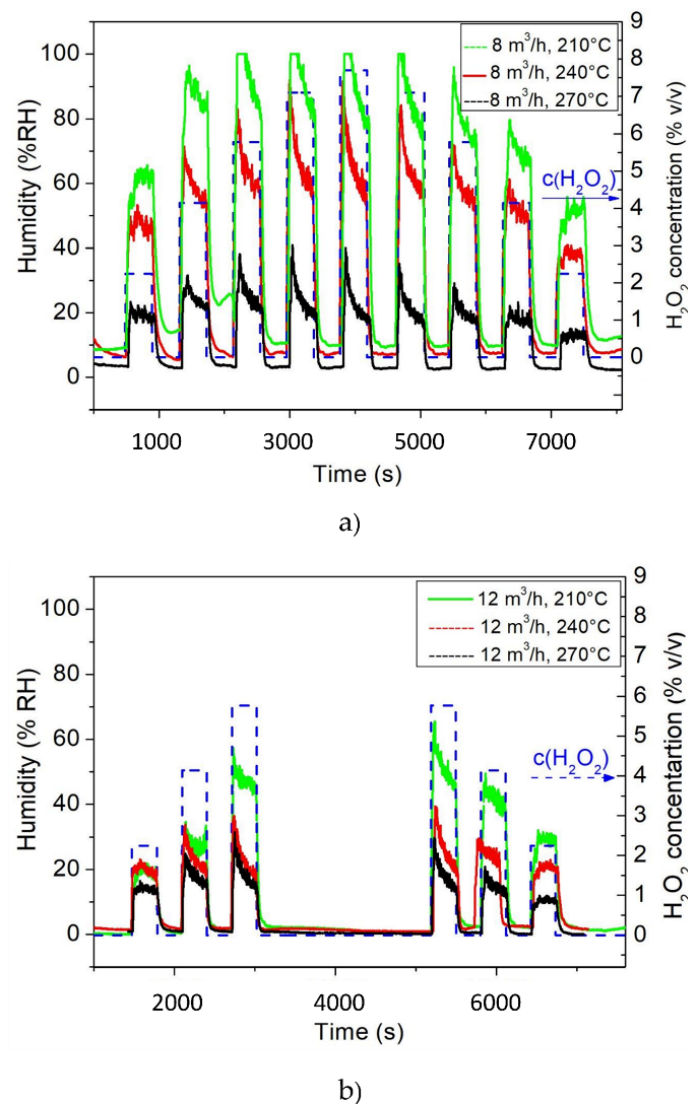 100
80
60
40
20
0
Humidity (%RH)
8 m³/h, 210°C
8 m³/h, 240°C
8 m³/h, 270°C
c(H₂O₂)
9
8
7
6
5
4
3
2
1
0
H₂O₂ concentration (% v/v)
1000 3000 5000 7000
Time (s)
a)
100
80
60
40
20
0
Humidity (% RH)
12 m³/h, 210°C
12 m³/h, 240°C
12 m³/h, 270°C
c(H₂O₂)
9
8
7
6
5
4
3
2
1
0
H₂O₂ concentartion (% v/v)
2000 4000 6000
Time (s)
b)